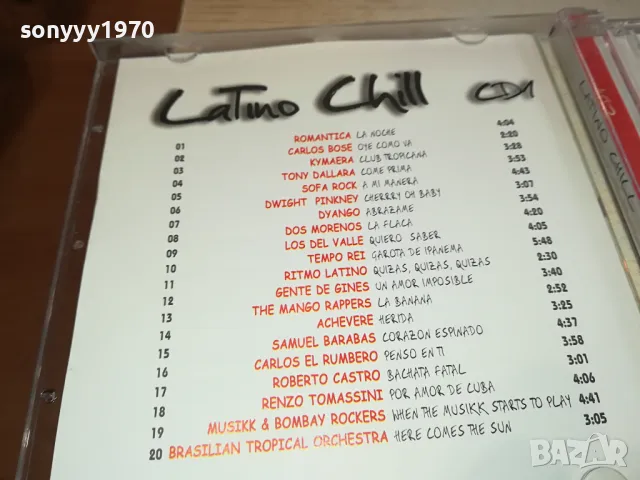 sonyyy1970
LaTino Chill CD1
01 ROMANTICA LA NOCHE 4:04
02 CARLOS BOSE OYE COMO VA 2:20
03 KYMAERA CLUB TROPICANA 3:28
04 TONY DALLARA COME PRIMA 3:53
05 SOFA ROCK A MI MANERA 4:43
06 DWIGHT PINKNEY CHERRRY OH BABY 3:07
07 DYANGO ABRAZAME 3:54
08 DOS MORENOS LA FLACA 4:20
09 LOS DEL VALLE QUIERO SABER 4:05
10 TEMPO REI GAROTA DE IPANEMA 5:48
11 RITMO LATINO QUIZAS, QUIZAS, QUIZAS 2:30
12 GENTE DE GINES UN AMOR IMPOSIBLE 3:40
13 THE MANGO RAPPERS LA BANANA 2:52
14 ACHEVERE HERIDA 3:25
15 SAMUEL BARABAS CORAZON ESPINADO 4:37
16 CARLOS EL RUMBERO PENSO EN TI 3:58
17 ROBERTO CASTRO BACHATA FATAL 3:01
18 RENZO TOMASSINI POR AMOR DE CUBA 4:06
19 MUSIKK & BOMBAY ROCKERS WHEN THE MUSIKK STARTS TO PLAY 4:41
20 BRASILIAN TROPICAL ORCHESTRA HERE COMES THE SUN 3:05
LATINO CHILL
BAZAR